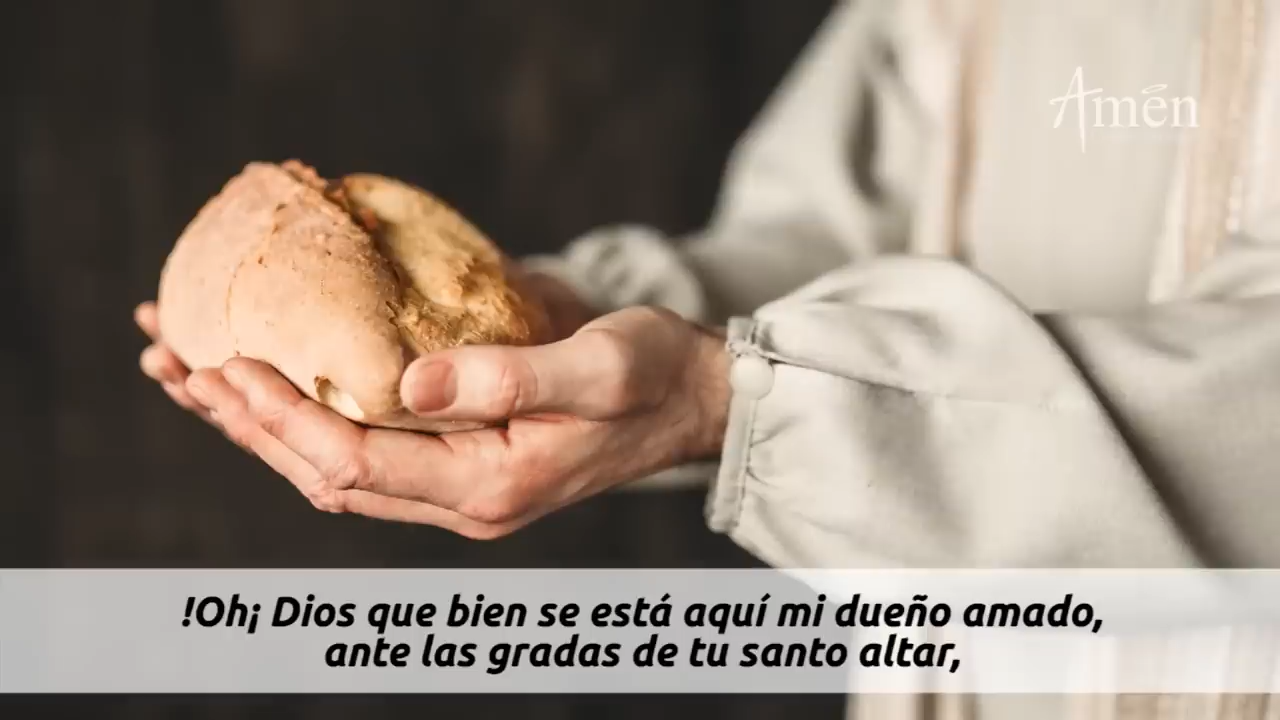 Amén
!Oh¡ Dios que bien se está aquí mi dueño amado,
ante las gradas de tu santo altar,